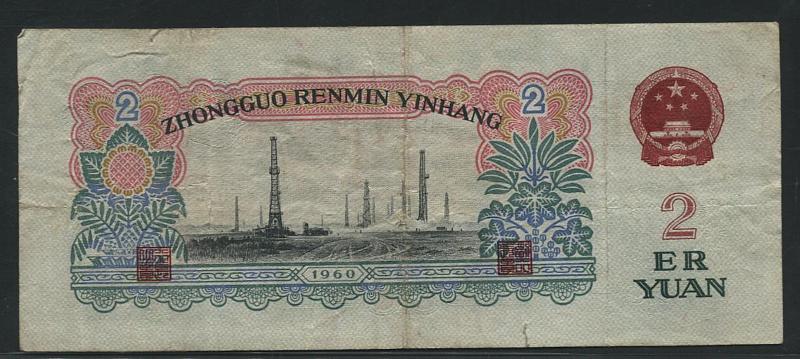 2
2
ZHONGGUO RENMIN YINHANG
1960
2
ER
YUAN